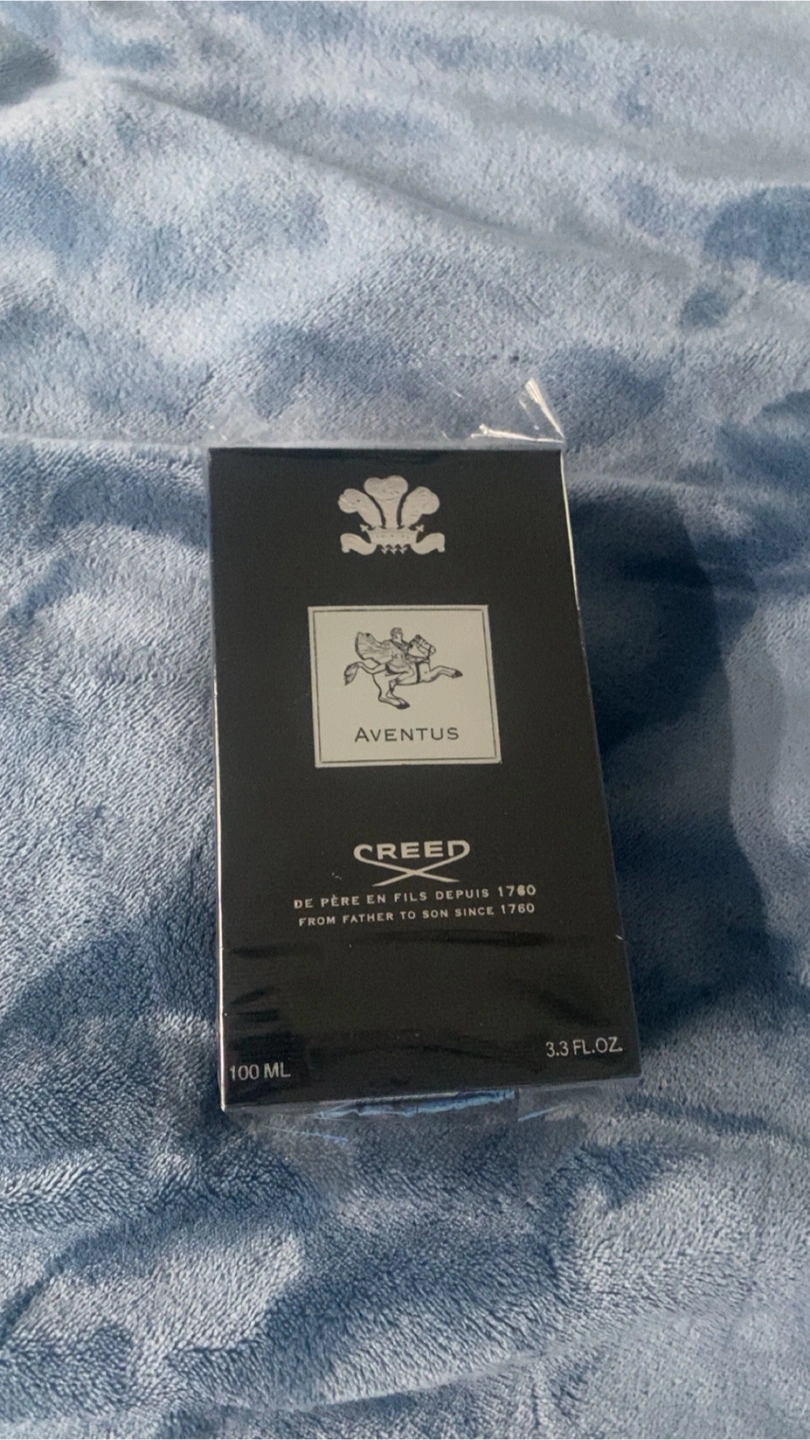 AVENTUS
CREED
DE PÈRE EN FILS DEPUIS 1760
FROM FATHER TO SON SINCE 1760
100 ML
3.3 FL.OZ.